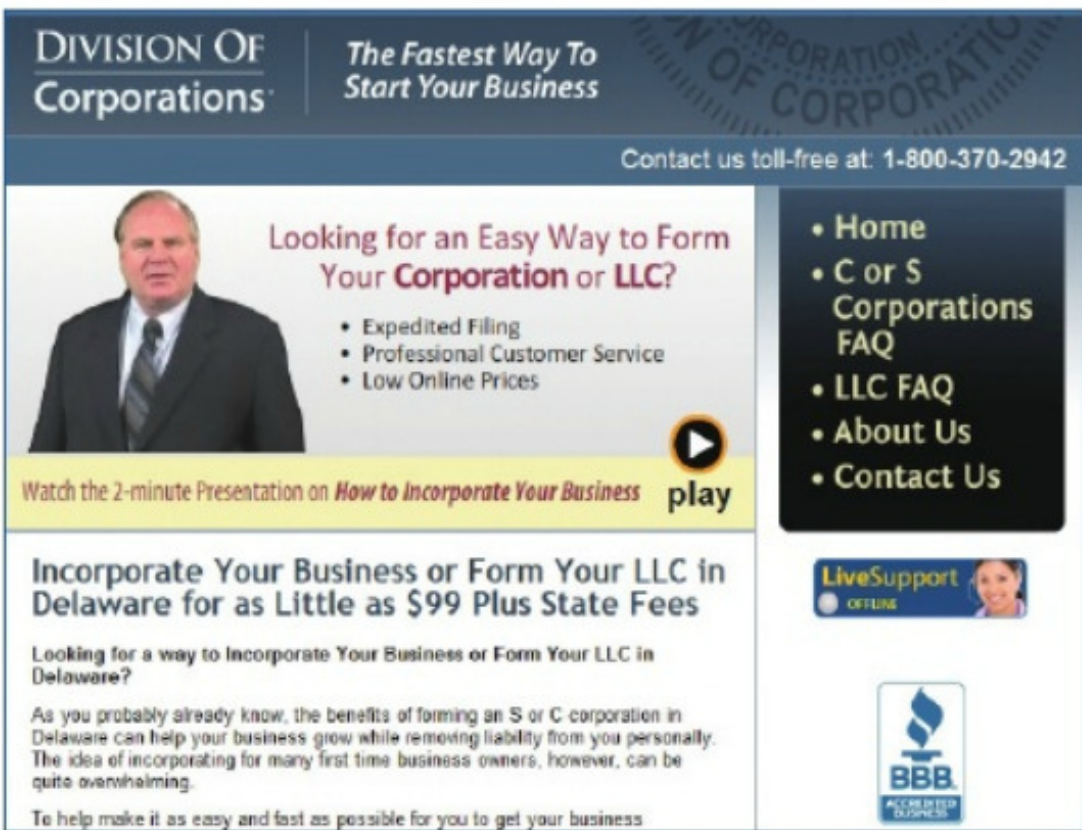 DIVISION OF
Corporations
The Fastest Way To
Start Your Business
CORPORATION
ON OF CORPORATIO
Contact us toll-free at: 1-800-370-2942
Looking for an Easy Way to Form
Your Corporation or LLC?
• Expedited Filing
• Professional Customer Service
• Low Online Prices
Watch the 2-minute Presentation on How to Incorporate Your Business
play
• Home
• C or S
Corporations
FAQ
• LLC FAQ
• About Us
• Contact Us
LiveSupport
OFFLINE
BBB
ACCREDITED
BUSINESS
Incorporate Your Business or Form Your LLC in
Delaware for as Little as $99 Plus State Fees
Looking for a way to Incorporate Your Business or Form Your LLC in
Delaware?
As you probably already know, the benefits of forming an S or C-corporation in
Delaware can help your business grow while removing liability from you personally.
The idea of incorporating for many first time business owners, however, can be
quite overwhelming.
To help make it as easy and fast as possible for you to get your business